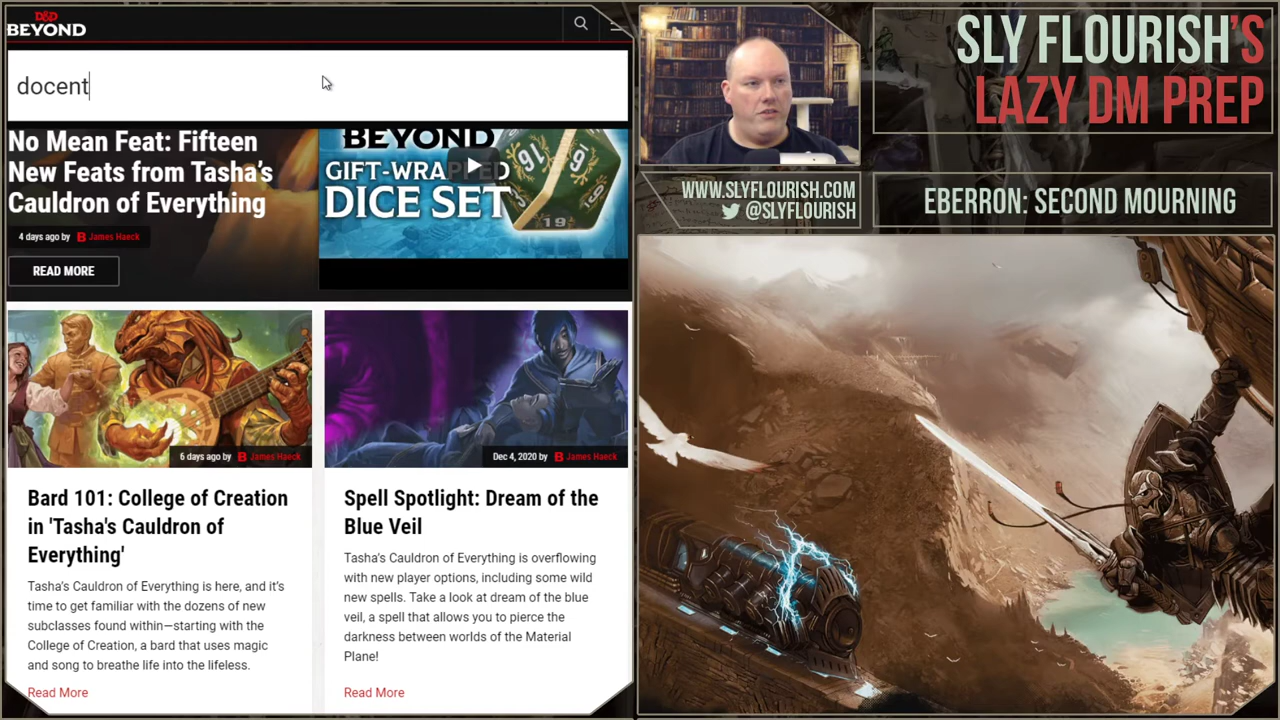 D&D
BEYOND
docent
No Mean Feat: Fifteen
New Feats from Tasha's
Cauldron of Everything
4 days ago by James Haeck
READ MORE
BEYOND
GIFT-WRAPPED
DICE SET
19
16
Bard 101: College of Creation
in 'Tasha's Cauldron of
Everything'
6 days ago by James Haeck
Tasha's Cauldron of Everything is here, and it's
time to get familiar with the dozens of new
subclasses found within—starting with the
College of Creation, a bard that uses magic
and song to breathe life into the lifeless.
Read More
Dec 4, 2020 by James Haeck
Spell Spotlight: Dream of the
Blue Veil
Tasha's Cauldron of Everything is overflowing
with new player options, including some wild
new spells. Take a look at dream of the blue
veil, a spell that allows you to pierce the
darkness between worlds of the Material
Plane!
Read More
SLY FLOURISH'S
LAZY DM PREP
WWW.SLYFLOURISH.COM
@SLYFLOURISH
EBERRON: SECOND MOURNING